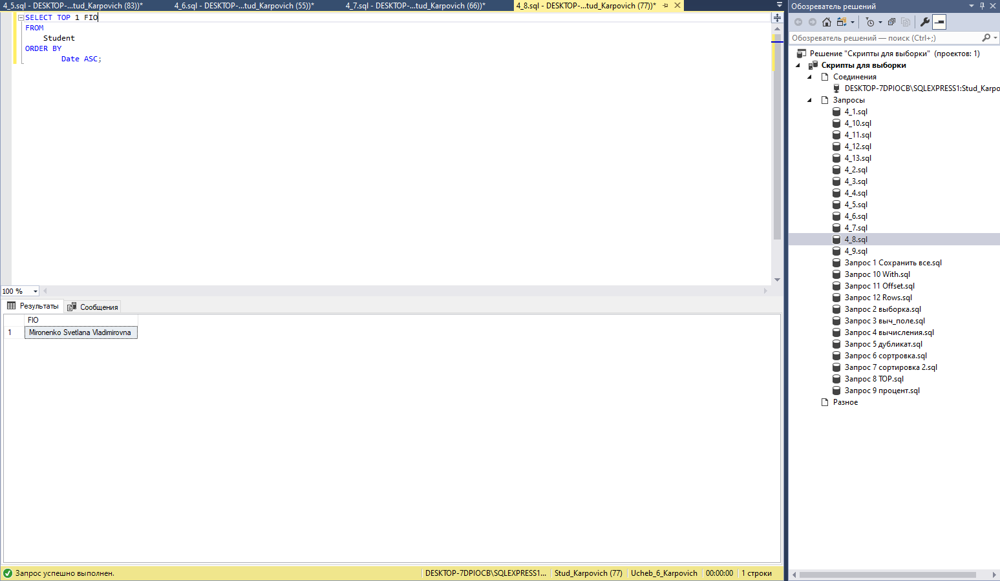 4_5.sql - DESKTOP-...tud_Karpovich (83))*
4_6.sql - DESKTOP-...tud_Karpovich (55))*
4_7.sql - DESKTOP-...tud_Karpovich (66))*
4_8.sql - DESKTOP-...tud_Karpovich (77))*
SELECT TOP 1 FIO
FROM
Student
ORDER BY
Date ASC;
100 %
Результаты
Сообщения
FIO
1 Mironenko Svetlana Vladimirovna
Запрос успешно выполнен.
DESKTOP-7DPIOCB\SQLEXPRESS1...
Stud_Karpovich (77)
Ucheb_6_Karpovich
00:00:00
1 строки
Обозреватель решений
Обозреватель решений — поиск (Ctrl+;)
Решение "Скрипты для выборки" (проектов: 1)
Скрипты для выборки
Соединения
DESKTOP-7DPIOCB\SQLEXPRESS1:Stud_Karpo
Запросы
4_1.sql
4_10.sql
4_11.sql
4_12.sql
4_13.sql
4_2.sql
4_3.sql
4_4.sql
4_5.sql
4_6.sql
4_7.sql
4_8.sql
4_9.sql
Запрос 1 Сохранить все.sql
Запрос 10 With.sql
Запрос 11 Offset.sql
Запрос 12 Rows.sql
Запрос 2 выборка.sql
Запрос 3 выч_поле.sql
Запрос 4 вычисления.sql
Запрос 5 дубликат.sql
Запрос 6 сортровка.sql
Запрос 7 сортировка 2.sql
Запрос 8 TOP.sql
Запрос 9 процент.sql
Разное